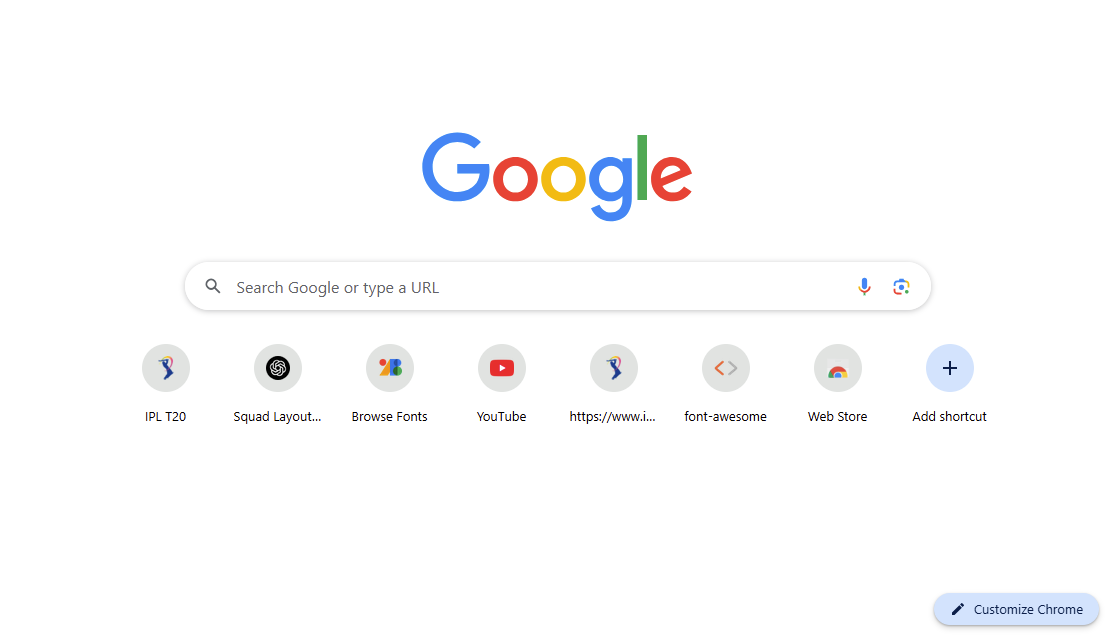 Google
Search Google or type a URL
IPL T20
Squad Layout...
Browse Fonts
YouTube
https://www.i...
font-awesome
Web Store
Add shortcut
Customize Chrome